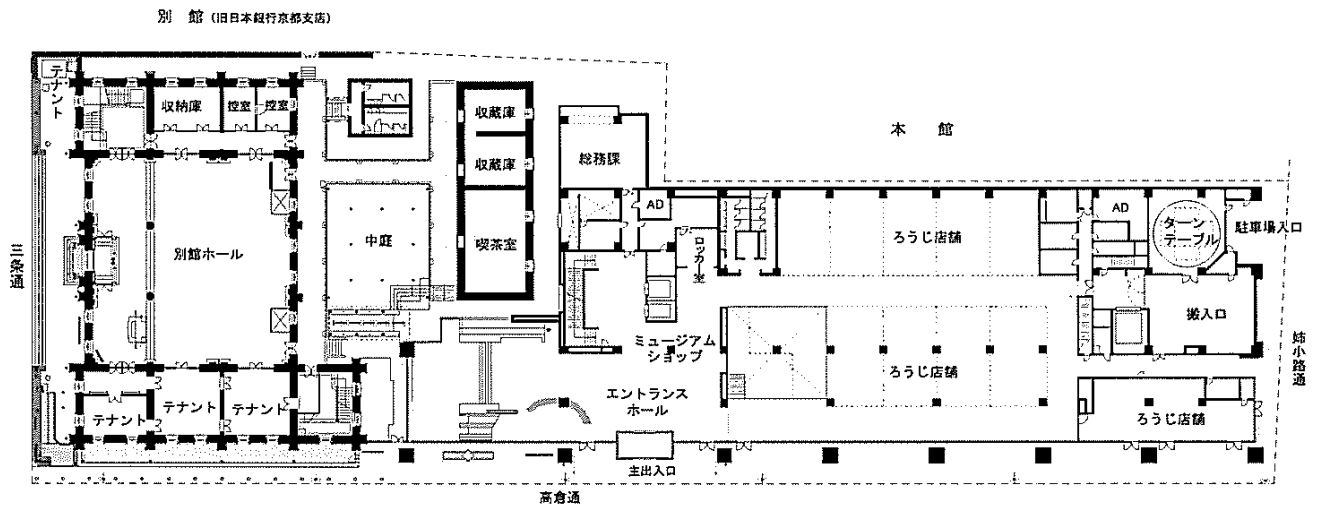 別 館 (旧日本銀行京都支店)
テナント
収納庫
控室
控室
収蔵庫
収蔵庫
喫茶室
総務課
AD
ロッカー室
本 館
ろうじ店舗
AD
ターン
テーブル
駐車場入口
三条通
別館ホール
中庭
搬入口
ミュージアム
ショップ
ろうじ店舗
姉小路通
エントランス
ホール
テナント
テナント
テナント
ろうじ店舗
主出入口
高倉通